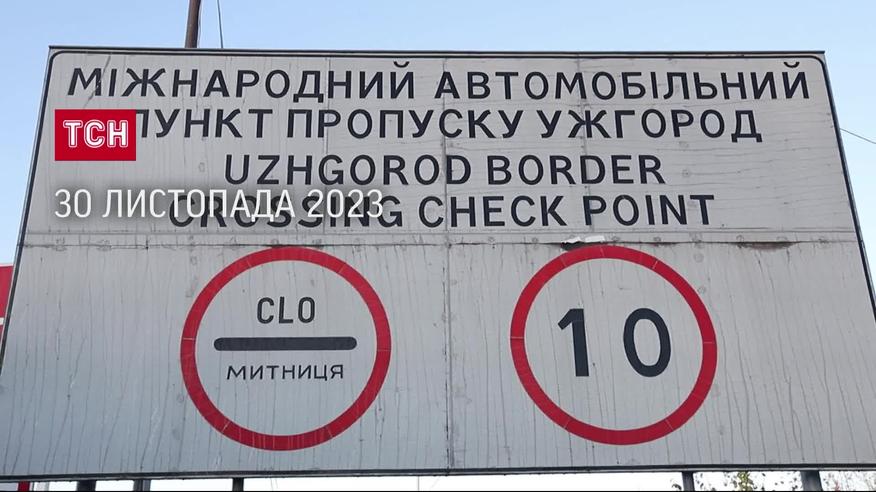 МІЖНАРОДНИЙ АВТОМОБІЛЬНИЙ
ТСН
ПУНКТ ПРОПУСКУ УЖГОРОД
UZHGOROD BORDER
30 ЛИСТОПАДА 2023
CROSSING CHECK POINT
CLO
МИТНИЦЯ
10